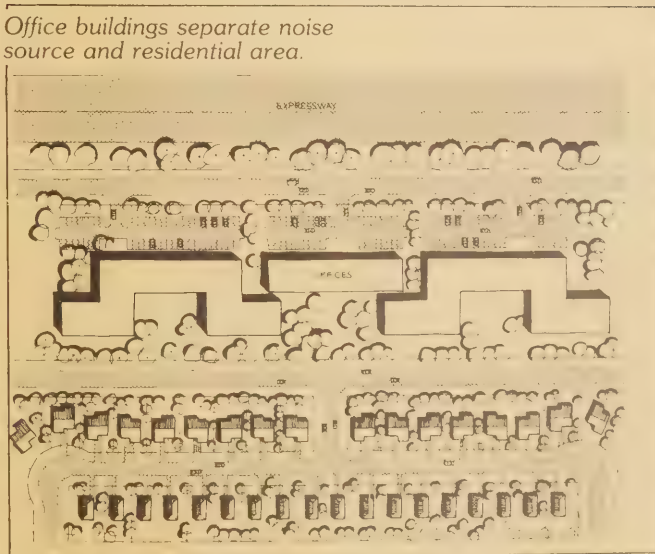 Office buildings separate noise
source and residential area.
EXPRESSWAY